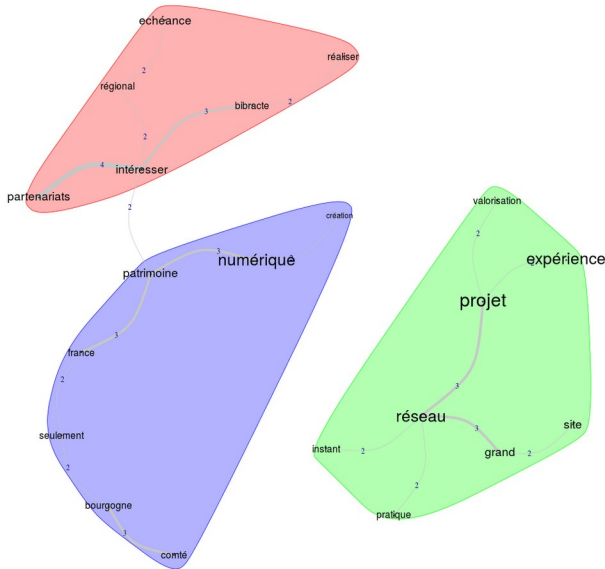 echéance
2
réaliser
régional
2
bibracte
3
2
4
intéresser
partenariats
2
création
numérique
patrimoine
3
3
france
2
seulement
2
bourgogne
3
comté
valorisation
2
expérience
projet
3
réseau
3
site
instant
2
grand
2
2
pratique